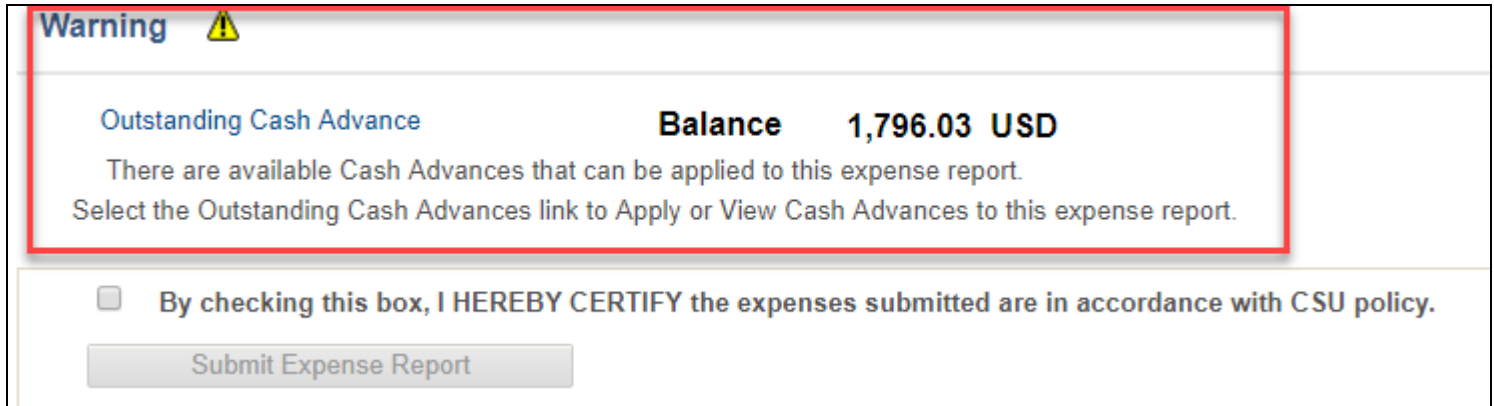 Warning
Outstanding Cash Advance Balance 1,796.03 USD
There are available Cash Advances that can be applied to this expense report.
Select the Outstanding Cash Advances link to Apply or View Cash Advances to this expense report.
By checking this box, I HEREBY CERTIFY the expenses submitted are in accordance with CSU policy.
Submit Expense Report